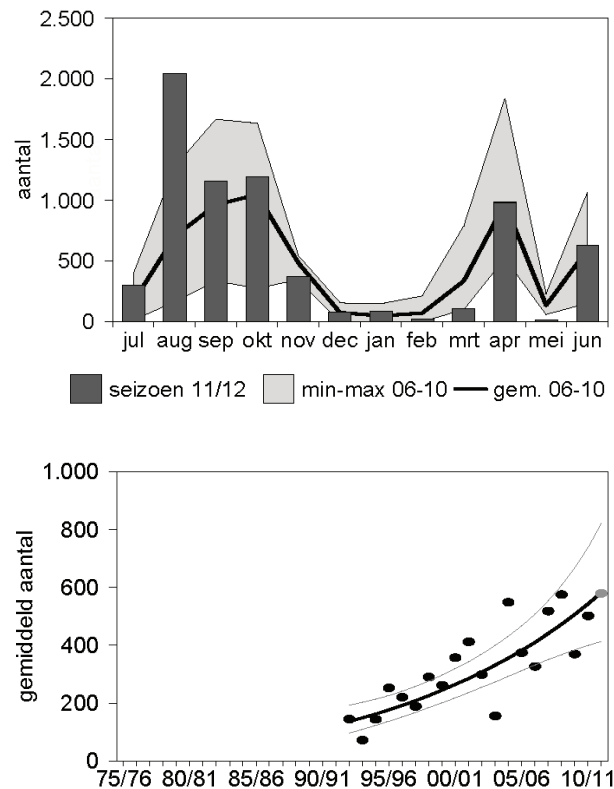 2.500
2.000
1.500
1.000
500
0
aantal
jul aug sep okt nov dec jan feb mrt apr mei jun
seizoen 11/12 min-max 06-10 gem. 06-10
1.000
800
600
400
200
0
gemiddeld aantal
75/76 80/81 85/86 90/91 95/96 00/01 05/06 10/11